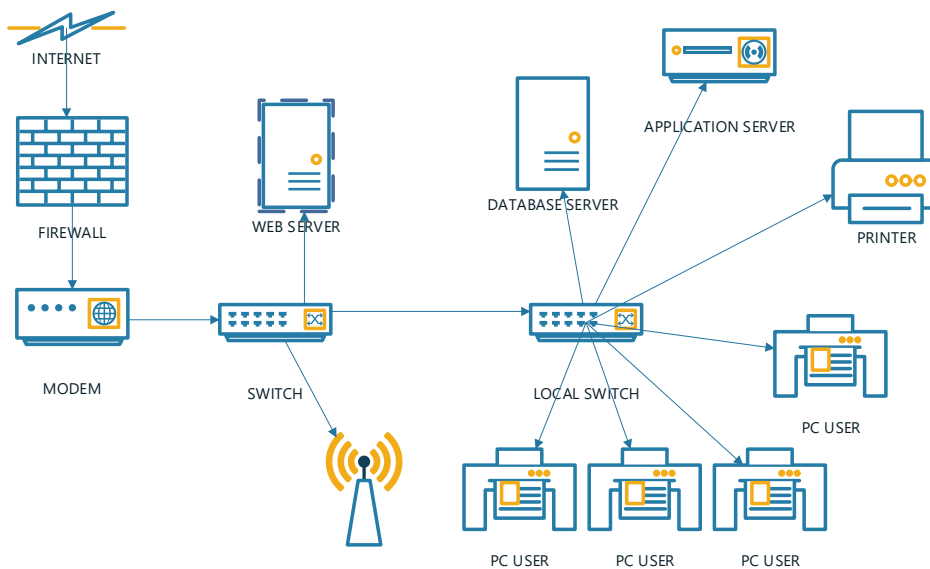 INTERNET
APPLICATION SERVER
DATABASE SERVER
WEB SERVER
FIREWALL
PRINTER
MODEM
SWITCH
LOCAL SWITCH
PC USER
PC USER
PC USER
PC USER